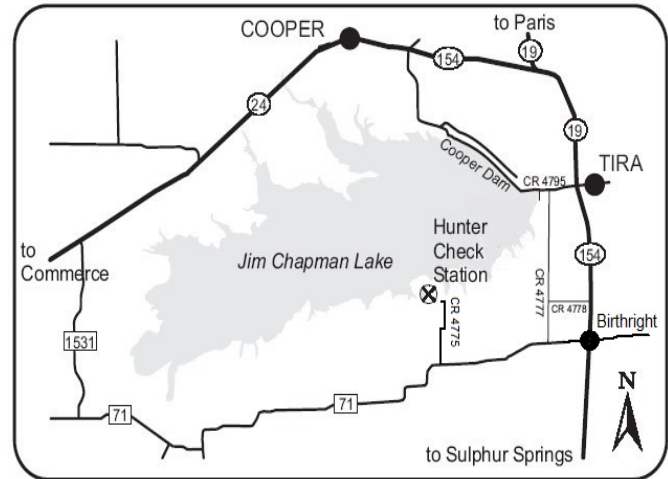 COOPER
to Paris
19
154
24
19
Cooper Dam
TIRA
CR 4795
to
Commerce
Jim Chapman Lake
Hunter
Check
Station
154
CR 4777
CR 4778
CR 4775
Birthright
1531
71
71
N
to Sulphur Springs